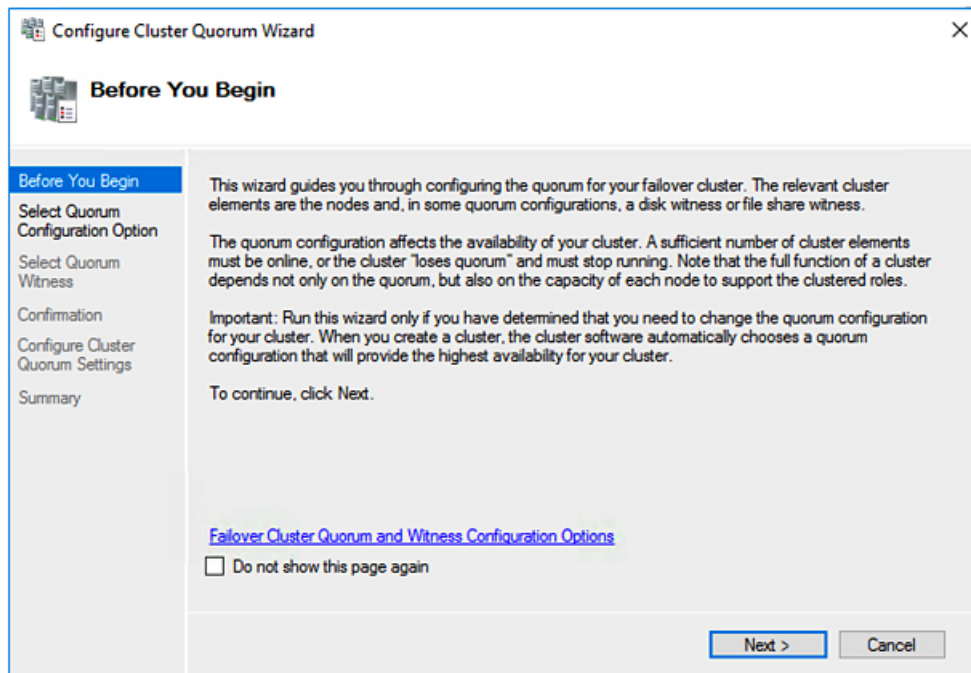 Configure Cluster Quorum Wizard
Before You Begin
Before You Begin
Select Quorum
Configuration Option
Select Quorum
Witness
Confirmation
Configure Cluster
Quorum Settings
Summary
This wizard guides you through configuring the quorum for your failover cluster. The relevant cluster
elements are the nodes and, in some quorum configurations, a disk witness or file share witness.
The quorum configuration affects the availability of your cluster. A sufficient number of cluster elements
must be online, or the cluster "loses quorum" and must stop running. Note that the full function of a cluster
depends not only on the quorum, but also on the capacity of each node to support the clustered roles.
Important: Run this wizard only if you have determined that you need to change the quorum configuration
for your cluster. When you create a cluster, the cluster software automatically chooses a quorum
configuration that will provide the highest availability for your cluster.
To continue, click Next.
Failover Cluster Quorum and Witness Configuration Options
Do not show this page again
Next >
Cancel